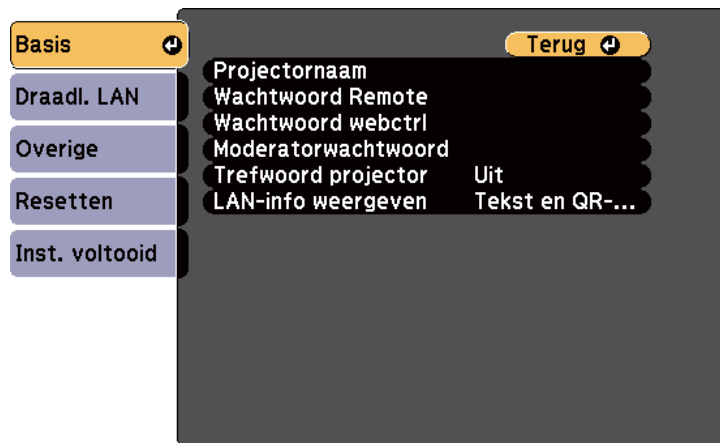 Basis
Draadl. LAN
Overige
Resetten
Inst. voltooid
Terug
Projectornaam
Wachtwoord Remote
Wachtwoord webctrl
Moderatorwachtwoord
Trefwoord projector Uit
LAN-info weergeven Tekst en QR-...